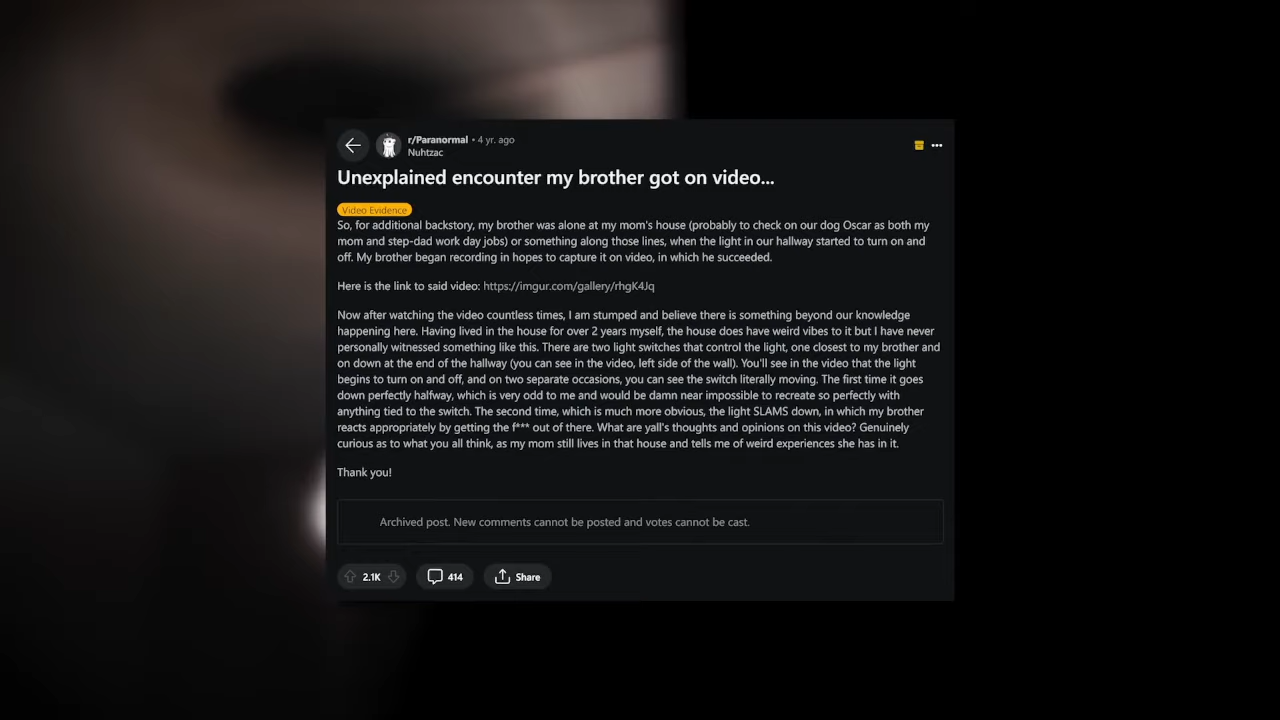 r/Paranormal • 4 yr. ago
Nuhtzac
Unexplained encounter my brother got on video...
Video Evidence
So, for additional backstory, my brother was alone at my mom's house (probably to check on our dog Oscar as both my
mom and step-dad work day jobs) or something along those lines, when the light in our hallway started to turn on and
off. My brother began recording in hopes to capture it on video, in which he succeeded.
Here is the link to said video: https://imgur.com/gallery/rhgK4Jq
Now after watching the video countless times, I am stumped and believe there is something beyond our knowledge
happening here. Having lived in the house for over 2 years myself, the house does have weird vibes to it but I have never
personally witnessed something like this. There are two light switches that control the light, one closest to my brother and
on down at the end of the hallway (you can see in the video, left side of the wall). You'll see in the video that the light
begins to turn on and off, and on two separate occasions, you can see the switch literally moving. The first time it goes
down perfectly halfway, which is very odd to me and would be damn near impossible to recreate so perfectly with
anything tied to the switch. The second time, which is much more obvious, the light SLAMS down, in which my brother
reacts appropriately by getting the f*** out of there. What are yall's thoughts and opinions on this video? Genuinely
curious as to what you all think, as my mom still lives in that house and tells me of weird experiences she has in it.
Thank you!
Archived post. New comments cannot be posted and votes cannot be cast.
2.1K 414 Share